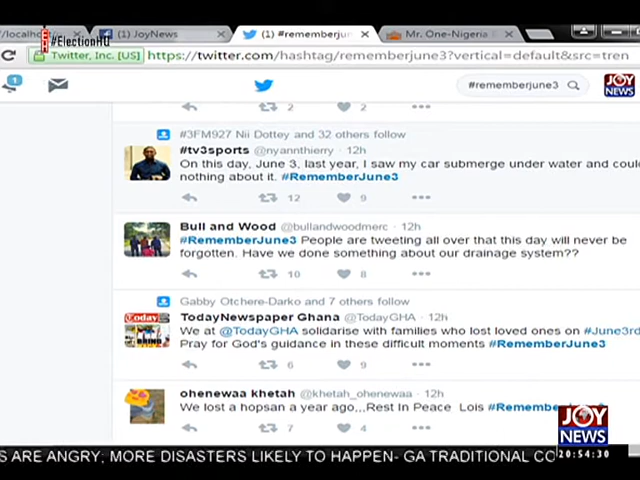 #ElectionHQ
/localh
(1) JoyNews
(1) #rememberjun
Mr. One-Nigeria
Twitter, Inc. [US]
https://twitter.com/hashtag/rememberjune3?vertical=default&src=tren
1
#rememberjune3
JOY NEWS
2 2
#3FM927 Nii Dottey and 32 others follow
#tv3sports @nyannthierry · 12h
On this day, June 3, last year, I saw my car submerge under water and coul
nothing about it. #RememberJune3
12 9
Bull and Wood @bullandwoodmerc · 12h
#RememberJune3 People are tweeting all over that this day will never be
forgotten. Have we done something about our drainage system??
10 8
Gabby Otchere-Darko and 7 others follow
TodayNewspaper Ghana @TodayGHA · 12h
We at @TodayGHA solidarise with families who lost loved ones on #June3rd
Pray for God's guidance in these difficult moments #RememberJune3
6 9
ohenewaa khetah @khetah_ohenewaa · 12h
We lost a hopsan a year ago,,,Rest In Peace Lois #Rememb
7 4
JOY
NEWS
20:54:30
S ARE ANGRY; MORE DISASTERS LIKELY TO HAPPEN- GA TRADITIONAL CO